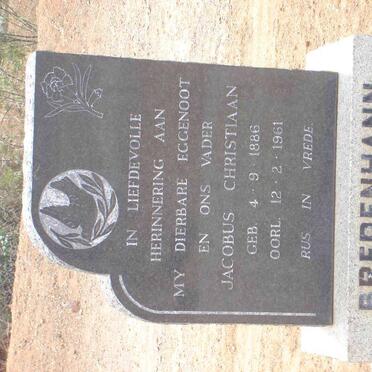 IN LIEFDEVOLLE
HERINNERING AAN
MY DIERBARE EGGENOOT
EN ONS VADER
JACOBUS CHRISTIAAN
GEB. 4 · 9 · 1886
OORL. 12 · 2 · 1961
RUS IN VREDE.
BREDENHANN